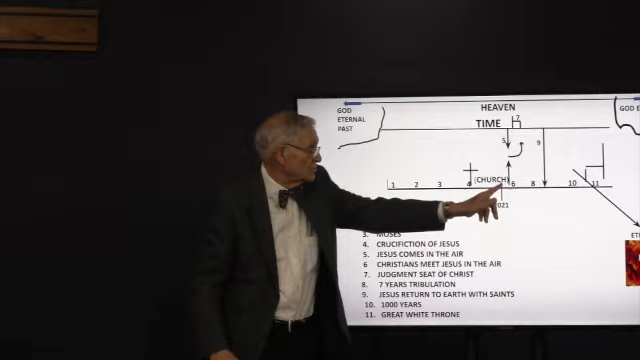 HEAVEN
GOD
ETERNAL
PAST
TIME
7
GOD E
5
9
1 2 3 4 (CHURCH) 6 8 10 11
021
3. MOSES
4. CRUCIFICTION OF JESUS
5. JESUS COMES IN THE AIR
6 CHRISTIANS MEET JESUS IN THE AIR
7. JUDGMENT SEAT OF CHRIST
8. 7 YEARS TRIBULATION
9. JESUS RETURN TO EARTH WITH SAINTS
10. 1000 YEARS
11. GREAT WHITE THRONE
ETE